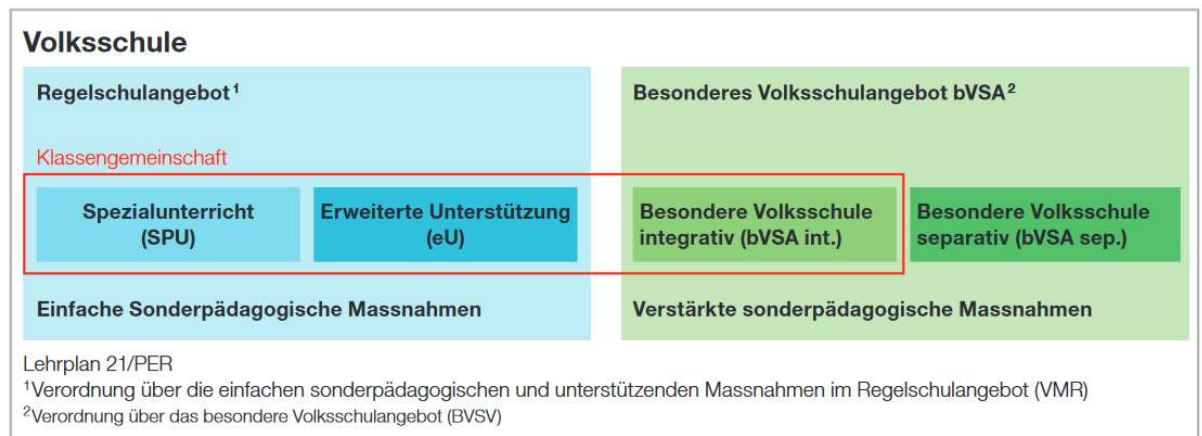 Volksschule
Regelschulangebot¹
Besonderes Volksschulangebot bVSA²
Klassengemeinschaft
Spezialunterricht
(SPU)
Erweiterte Unterstützung
(eU)
Besondere Volksschule
integrativ (bVSA int.)
Besondere Volksschule
separativ (bVSA sep.)
Einfache Sonderpädagogische Massnahmen
Verstärkte sonderpädagogische Massnahmen
Lehrplan 21/PER
¹Verordnung über die einfachen sonderpädagogischen und unterstützenden Massnahmen im Regelschulangebot (VMR)
²Verordnung über das besondere Volksschulangebot (BVSV)